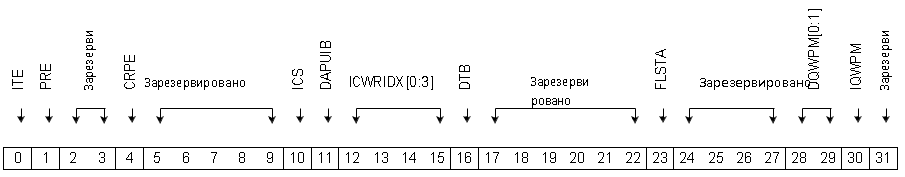 ITE
PRE
Зарезерви
CRPE
Зарезервировано
ICS
DAPUIB
ICWRIDX[0:3]
DTB
Зарезерви
ровано
FLSTA
Зарезервировано
DQWPM[0:1]
IQWPM
Зарезерви
0 1 2 3 4 5 6 7 8 9 10 11 12 13 14 15 16 17 18 19 20 21 22 23 24 25 26 27 28 29 30 31